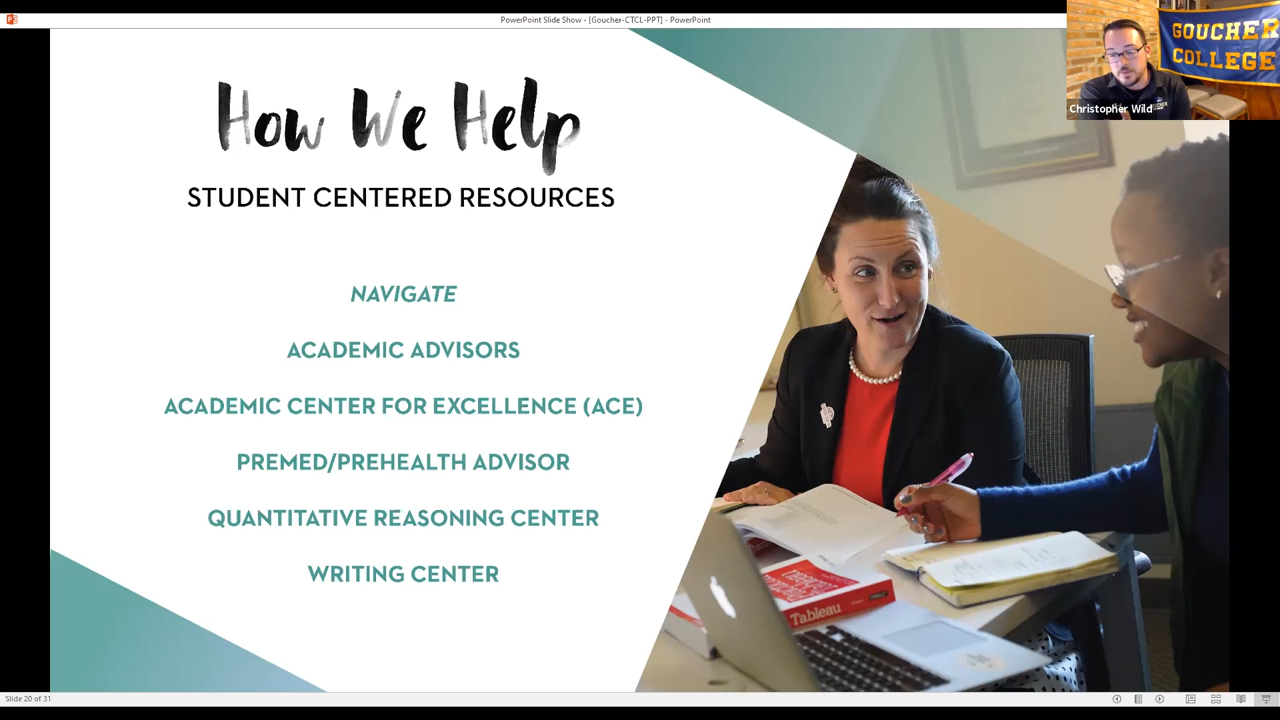 PowerPoint Slide Show - [Goucher-CTCL-PPT] - PowerPoint
GOUCHER
COLLEGE
Christopher Wild
How We Help
STUDENT CENTERED RESOURCES
NAVIGATE
ACADEMIC ADVISORS
ACADEMIC CENTER FOR EXCELLENCE (ACE)
PREMED/PREHEALTH ADVISOR
QUANTITATIVE REASONING CENTER
WRITING CENTER
Tableau
Slide 20 of 31